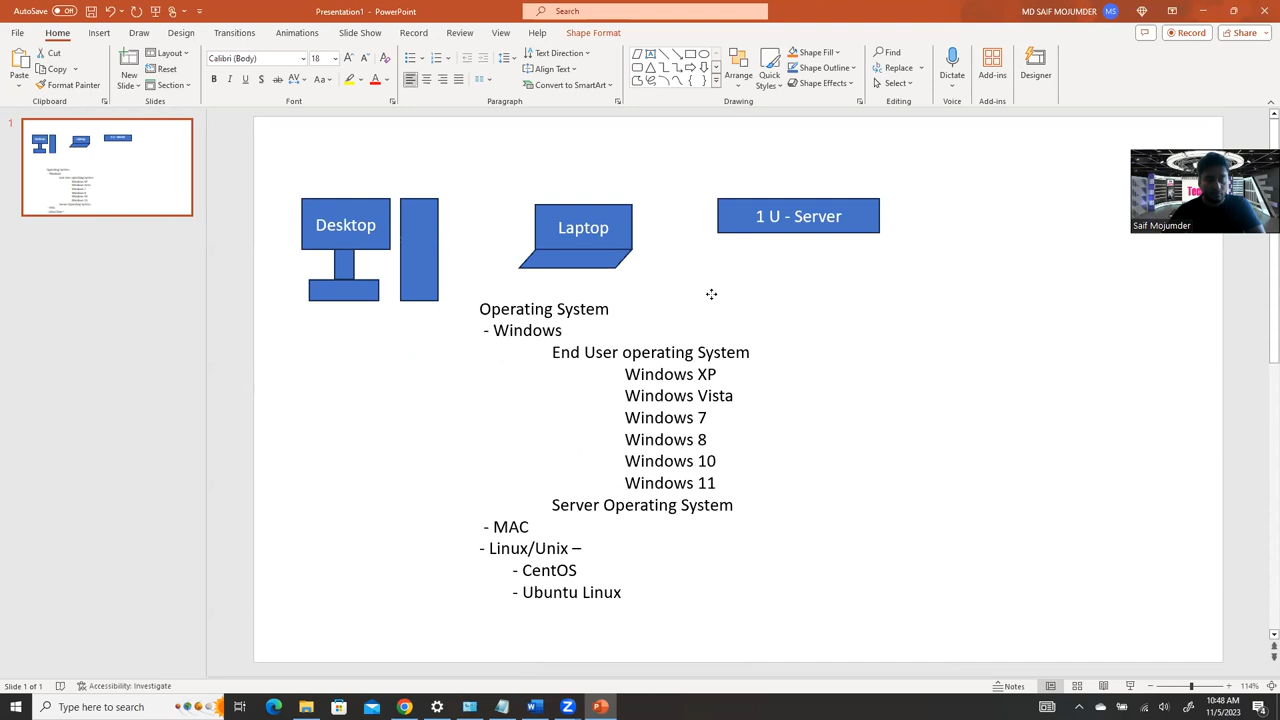 AutoSave Off
Presentation1 - PowerPoint
Search
MD SAIF MOJUMDER MS
File Home Insert Draw Design Transitions Animations Slide Show Record Review View Help Shape Format
Record Share
Paste
Cut
Copy
Format Painter
Clipboard
New
Slide
Layout
Reset
Section
Slides
Calibri (Body) 18
Font
Text Direction
Align Text
Convert to SmartArt
Paragraph
Arrange
Quick
Styles
Shape Fill
Shape Outline
Shape Effects
Drawing
Find
Replace
Select
Editing
Dictate
Voice
Add-ins
Add-ins
Designer
1
Desktop
Laptop
1 U - Server
Operating System
- Windows
End User operating System
Windows XP
Windows Vista
Windows 7
Windows 8
Windows 10
Windows 11
Server Operating System
- MAC
- Linux/Unix –
- CentOS
- Ubuntu Linux
Saif Mojumder
Slide 1 of 1
Accessibility: Investigate
Notes
114%
Type here to search
10:48 AM
11/5/2023